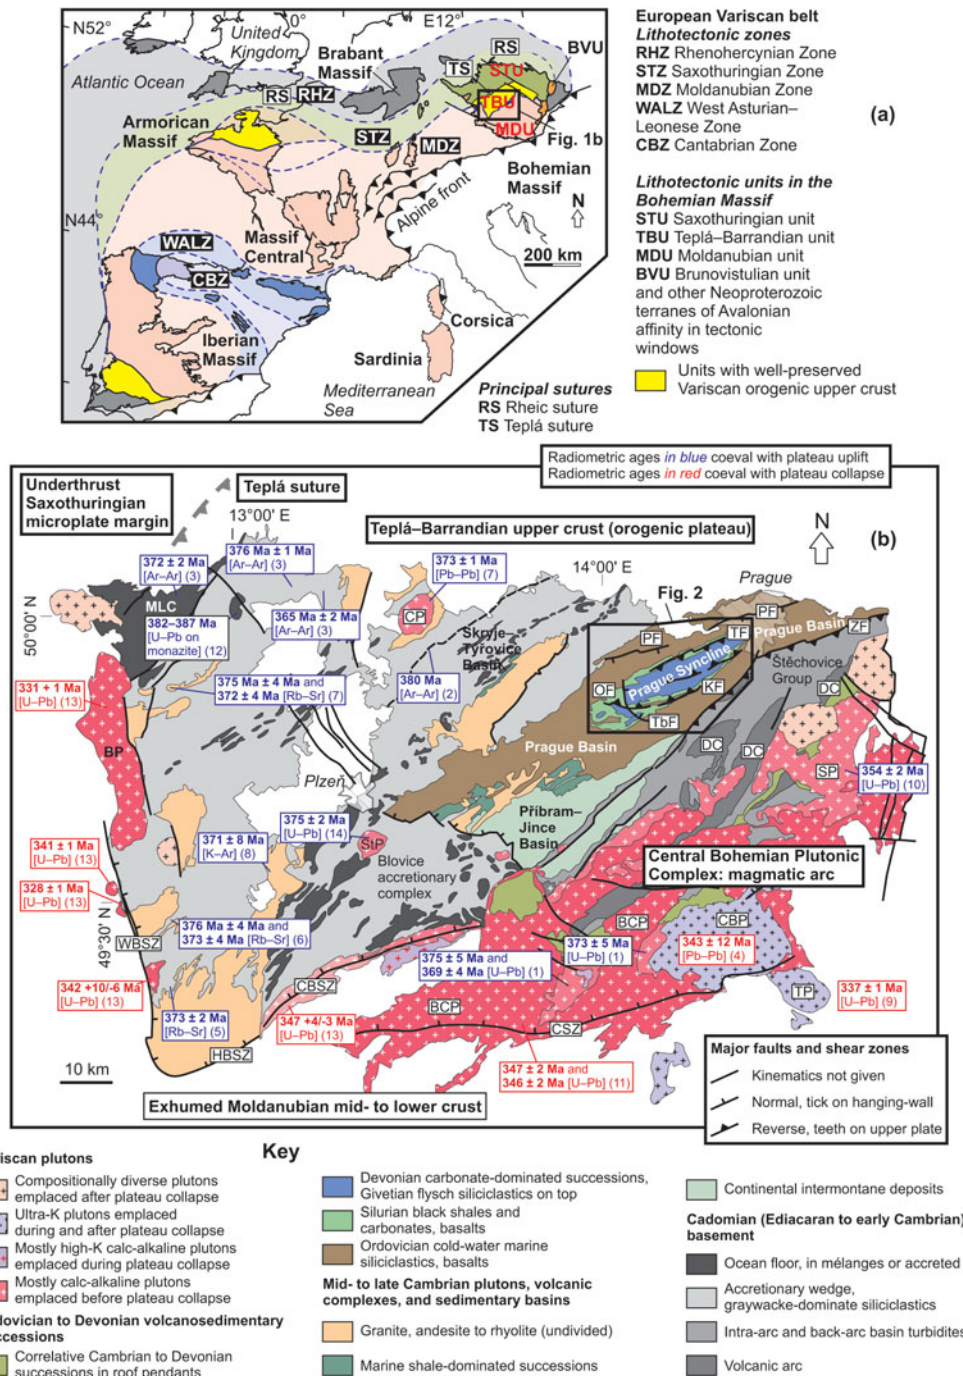 N52°
United
Kingdom
0°
E12°
RS
BVU
Brabant
Massif
TS
STU
Atlantic Ocean
RS
RHZ
TBU
Armorican
Massif
STZ
MDU
Fig. 1b
MDZ
Bohemian
Massif
Alpine front
N
N44°
WALZ
Massif
Central
200 km
CBZ
Corsica
Iberian
Massif
Sardinia
Mediterranean
Sea
Principal sutures
RS Rheic suture
TS Teplá suture
European Variscan belt
Lithotectonic zones
RHZ Rhenohercynian Zone
STZ Saxothuringian Zone
MDZ Moldanubian Zone
WALZ West Asturian–
Leonese Zone
CBZ Cantabrian Zone
(a)
Lithotectonic units in the
Bohemian Massif
STU Saxothuringian unit
TBU Teplá–Barrandian unit
MDU Moldanubian unit
BVU Brunovistulian unit
and other Neoproterozoic
terranes of Avalonian
affinity in tectonic
windows
Units with well-preserved
Variscan orogenic upper crust
Radiometric ages in blue coeval with plateau uplift
Radiometric ages in red coeval with plateau collapse
Underthrust
Saxothuringian
microplate margin
Teplá suture
13°00' E
Teplá–Barrandian upper crust (orogenic plateau)
N
(b)
376 Ma ± 1 Ma
[Ar–Ar] (3)
372 ± 2 Ma
[Ar–Ar] (3)
373 ± 1 Ma
[Pb–Pb] (7)
14°00' E
Prague
Fig. 2
50°00' N
MLC
382–387 Ma
[U–Pb on
monazite] (12)
365 Ma ± 2 Ma
[Ar–Ar] (3)
CP
Skryje–
Týřovice
Basin
PF
PF
TF
Prague Basin
ZF
375 Ma ± 4 Ma and
372 ± 4 Ma [Rb–Sr] (7)
380 Ma
[Ar–Ar] (2)
Prague Syncline
OF
KF
TbF
Štěchovice
Group
DC
331 + 1 Ma
[U–Pb] (13)
BP
Prague Basin
DC
DC
SP
354 ± 2 Ma
[U–Pb] (10)
Plzeň
375 ± 2 Ma
[U–Pb] (14)
StP
Příbram–
Jince
Basin
371 ± 8 Ma
[K–Ar] (8)
341 ± 1 Ma
[U–Pb] (13)
Blovice
accretionary
complex
Central Bohemian Plutonic
Complex: magmatic arc
328 ± 1 Ma
[U–Pb] (13)
49°30' N
WBSZ
376 Ma ± 4 Ma and
373 ± 4 Ma [Rb–Sr] (6)
BCP
CBP
373 ± 5 Ma
[U–Pb] (1)
343 ± 12 Ma
[Pb–Pb] (4)
375 ± 5 Ma and
369 ± 4 Ma [U–Pb] (1)
342 +10/-6 Ma
[U–Pb] (13)
CBSZ
TP
337 ± 1 Ma
[U–Pb] (9)
373 ± 2 Ma
[Rb–Sr] (5)
347 +4/-3 Ma
[U–Pb] (13)
BCP
CSZ
HBSZ
10 km
347 ± 2 Ma and
346 ± 2 Ma [U–Pb] (11)
Exhumed Moldanubian mid- to lower crust
Major faults and shear zones
Kinematics not given
Normal, tick on hanging-wall
Reverse, teeth on upper plate
Key
riscan plutons
Compositionally diverse plutons
emplaced after plateau collapse
Ultra-K plutons emplaced
during and after plateau collapse
Mostly high-K calc-alkaline plutons
emplaced during plateau collapse
Mostly calc-alkaline plutons
emplaced before plateau collapse
dovician to Devonian volcanosedimentary
ccessions
Correlative Cambrian to Devonian
successions in roof pendants
Devonian carbonate-dominated successions,
Givetian flysch siliciclastics on top
Silurian black shales and
carbonates, basalts
Ordovician cold-water marine
siliciclastics, basalts
Mid- to late Cambrian plutons, volcanic
complexes, and sedimentary basins
Granite, andesite to rhyolite (undivided)
Marine shale-dominated successions
Continental intermontane deposits
Cadomian (Ediacaran to early Cambrian)
basement
Ocean floor, in mélanges or accreted
Accretionary wedge,
graywacke-dominate siliciclastics
Intra-arc and back-arc basin turbidites
Volcanic arc